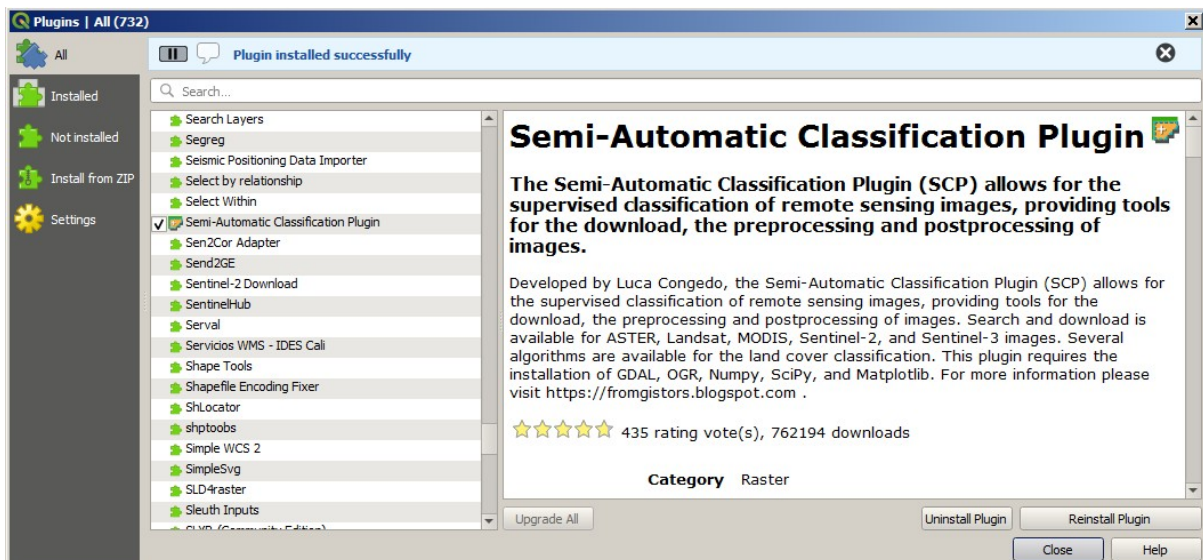 Plugins | All (732)
All
Installed
Not installed
Install from ZIP
Settings
Plugin installed successfully
Search...
Search Layers
Segreg
Seismic Positioning Data Importer
Select by relationship
Select Within
Semi-Automatic Classification Plugin
Sen2Cor Adapter
Send2GE
Sentinel-2 Download
SentinelHub
Serval
Servicios WMS - IDES Cali
Shape Tools
Shapefile Encoding Fixer
ShLocator
shptoobs
Simple WCS 2
SimpleSvg
SLD4raster
Sleuth Inputs
Semi-Automatic Classification Plugin
The Semi-Automatic Classification Plugin (SCP) allows for the
supervised classification of remote sensing images, providing tools
for the download, the preprocessing and postprocessing of
images.
Developed by Luca Congedo, the Semi-Automatic Classification Plugin (SCP) allows for
the supervised classification of remote sensing images, providing tools for the
download, the preprocessing and postprocessing of images. Search and download is
available for ASTER, Landsat, MODIS, Sentinel-2, and Sentinel-3 images. Several
algorithms are available for the land cover classification. This plugin requires the
installation of GDAL, OGR, Numpy, SciPy, and Matplotlib. For more information please
visit https://fromgistors.blogspot.com .
435 rating vote(s), 762194 downloads
Category Raster
Upgrade All
Uninstall Plugin
Reinstall Plugin
Close
Help